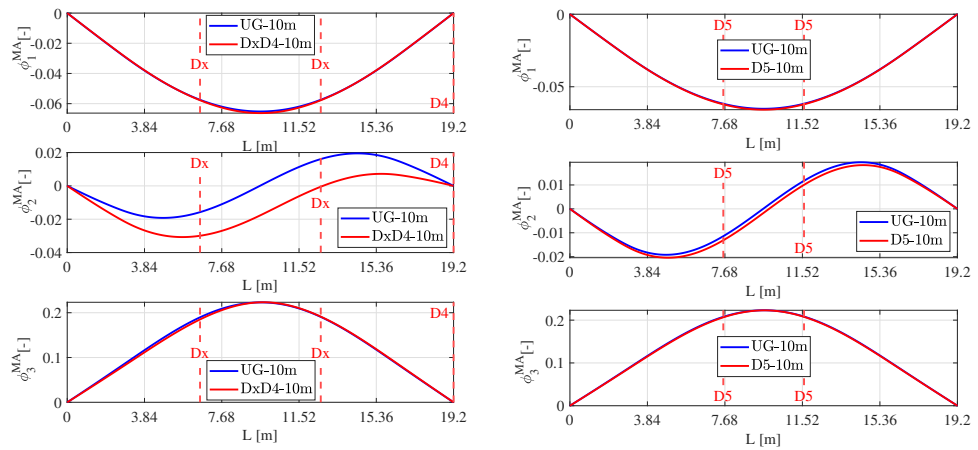 0
-0.02
-0.04
-0.06
ϕ₁ᴹᴬ[-]
UG-10m
DxD4-10m
Dx
Dx
D4
0 3.84 7.68 11.52 15.36 19.2
L [m]
0.02
0
-0.02
-0.04
ϕ₂ᴹᴬ[-]
Dx
Dx
D4
UG-10m
DxD4-10m
0 3.84 7.68 11.52 15.36 19.2
L [m]
0.2
0.1
0
ϕ₃ᴹᴬ[-]
D4
Dx
Dx
UG-10m
DxD4-10m
0 3.84 7.68 11.52 15.36 19.2
L [m]
0
-0.05
ϕ₁ᴹᴬ[-]
D5
D5
UG-10m
D5-10m
0 3.84 7.68 11.52 15.36 19.2
L [m]
0.01
0
-0.01
-0.02
ϕ₂ᴹᴬ[-]
D5
D5
UG-10m
D5-10m
0 3.84 7.68 11.52 15.36 19.2
L [m]
0.2
0.1
0
ϕ₃ᴹᴬ[-]
UG-10m
D5-10m
D5
D5
0 3.84 7.68 11.52 15.36 19.2
L [m]